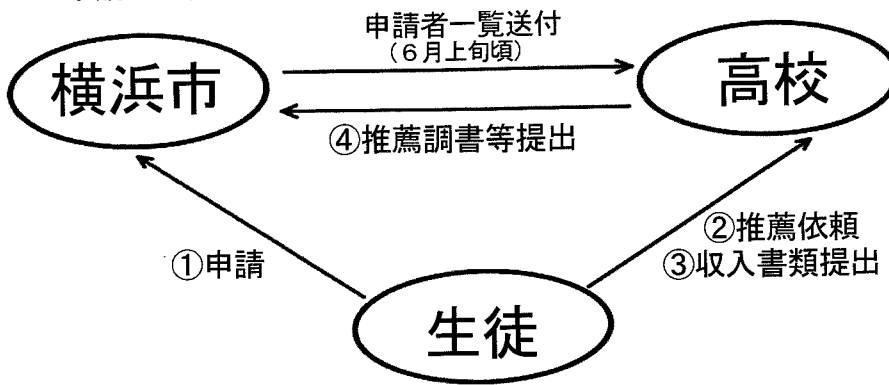 申請者一覧送付
(6月上旬頃)
横浜市
高校
④推薦調書等提出
①申請
②推薦依頼
③収入書類提出
生徒